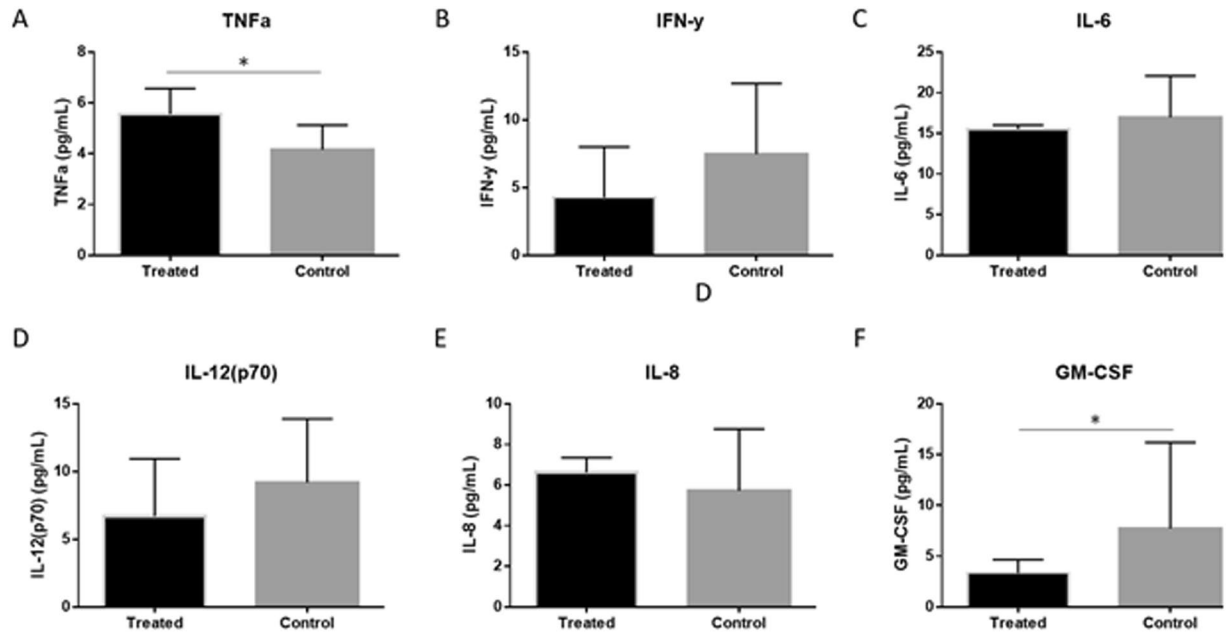 A
TNFa
TNFa (pg/mL)
8
6
4
2
0
*
Treated
Control
B
IFN-y
IFN-y (pg/mL)
15
10
5
0
Treated
Control
C
IL-6
IL-6 (pg/mL)
25
20
15
10
5
0
Treated
Control
D
D
IL-12(p70)
IL-12(p70) (pg/mL)
15
10
5
0
Treated
Control
E
IL-8
IL-8 (pg/mL)
10
8
6
4
2
0
Treated
Control
F
GM-CSF
GM-CSF (pg/mL)
20
15
10
5
0
*
Treated
Control